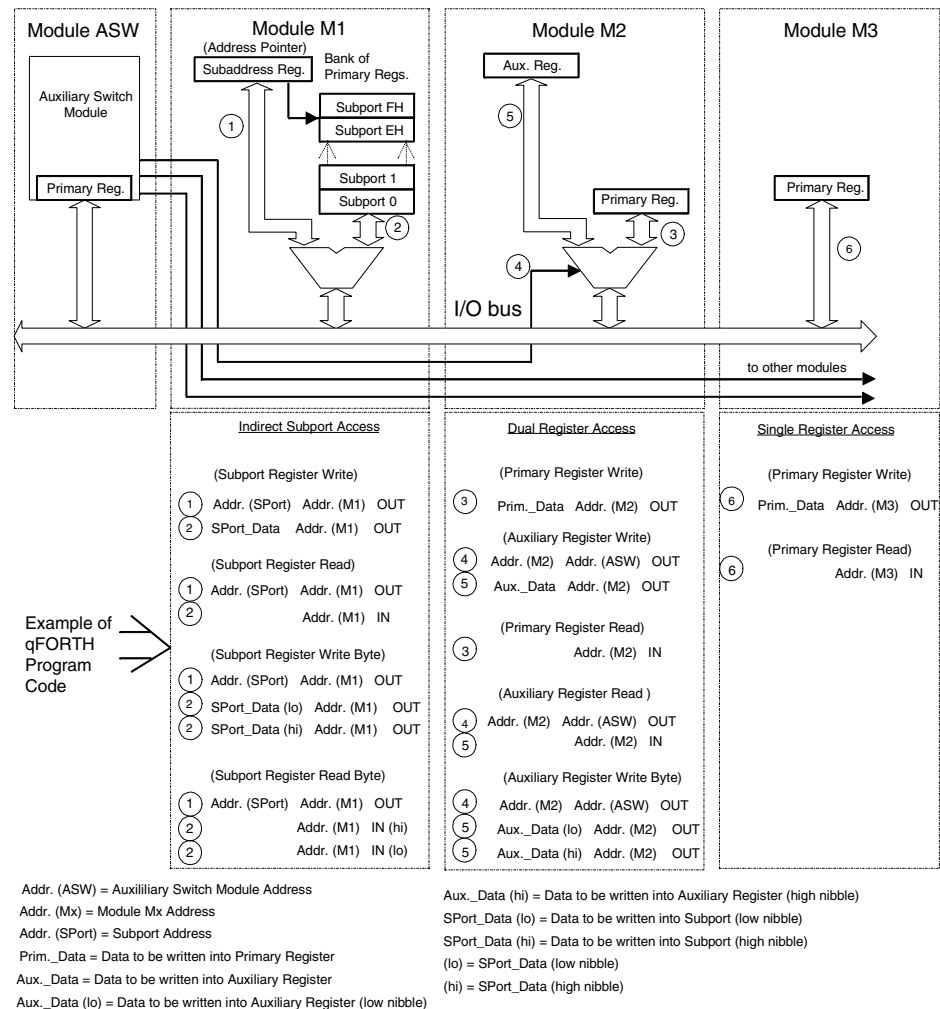 Module ASW
Auxiliary Switch
Module
Primary Reg.
Module M1
(Address Pointer)
Subaddress Reg.
Bank of
Primary Regs.
Subport FH
Subport EH
Subport 1
Subport 0
1
2
Module M2
Aux. Reg.
5
Primary Reg.
3
4
I/O bus
Module M3
Primary Reg.
6
to other modules
Example of
qFORTH
Program
Code
Indirect Subport Access
(Subport Register Write)
1 Addr. (SPort) Addr. (M1) OUT
2 SPort_Data Addr. (M1) OUT
(Subport Register Read)
1 Addr. (SPort) Addr. (M1) OUT
2 Addr. (M1) IN
(Subport Register Write Byte)
1 Addr. (SPort) Addr. (M1) OUT
2 SPort_Data (lo) Addr. (M1) OUT
2 SPort_Data (hi) Addr. (M1) OUT
(Subport Register Read Byte)
1 Addr. (SPort) Addr. (M1) OUT
2 Addr. (M1) IN (hi)
2 Addr. (M1) IN (lo)
Dual Register Access
(Primary Register Write)
3 Prim._Data Addr. (M2) OUT
(Auxiliary Register Write)
4 Addr. (M2) Addr. (ASW) OUT
5 Aux._Data Addr. (M2) OUT
(Primary Register Read)
3 Addr. (M2) IN
(Auxiliary Register Read )
4 Addr. (M2) Addr. (ASW) OUT
5 Addr. (M2) IN
(Auxiliary Register Write Byte)
4 Addr. (M2) Addr. (ASW) OUT
5 Aux._Data (lo) Addr. (M2) OUT
5 Aux._Data (hi) Addr. (M2) OUT
Single Register Access
(Primary Register Write)
6 Prim._Data Addr. (M3) OUT
(Primary Register Read)
6 Addr. (M3) IN
Addr. (ASW) = Auxililiary Switch Module Address
Addr. (Mx) = Module Mx Address
Addr. (SPort) = Subport Address
Prim._Data = Data to be written into Primary Register
Aux._Data = Data to be written into Auxiliary Register
Aux._Data (lo) = Data to be written into Auxiliary Register (low nibble)
Aux._Data (hi) = Data to be written into Auxiliary Register (high nibble)
SPort_Data (lo) = Data to be written into Subport (low nibble)
SPort_Data (hi) = Data to be written into Subport (high nibble)
(lo) = SPort_Data (low nibble)
(hi) = SPort_Data (high nibble)